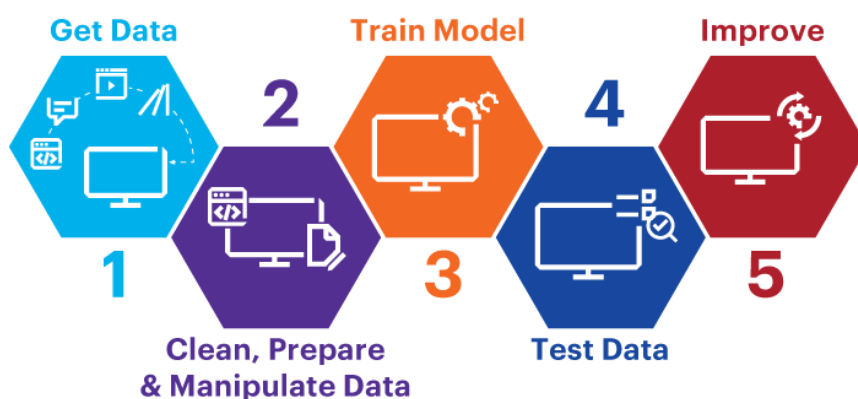 Get Data
1
2
Clean, Prepare
& Manipulate Data
Train Model
3
4
Test Data
Improve
5